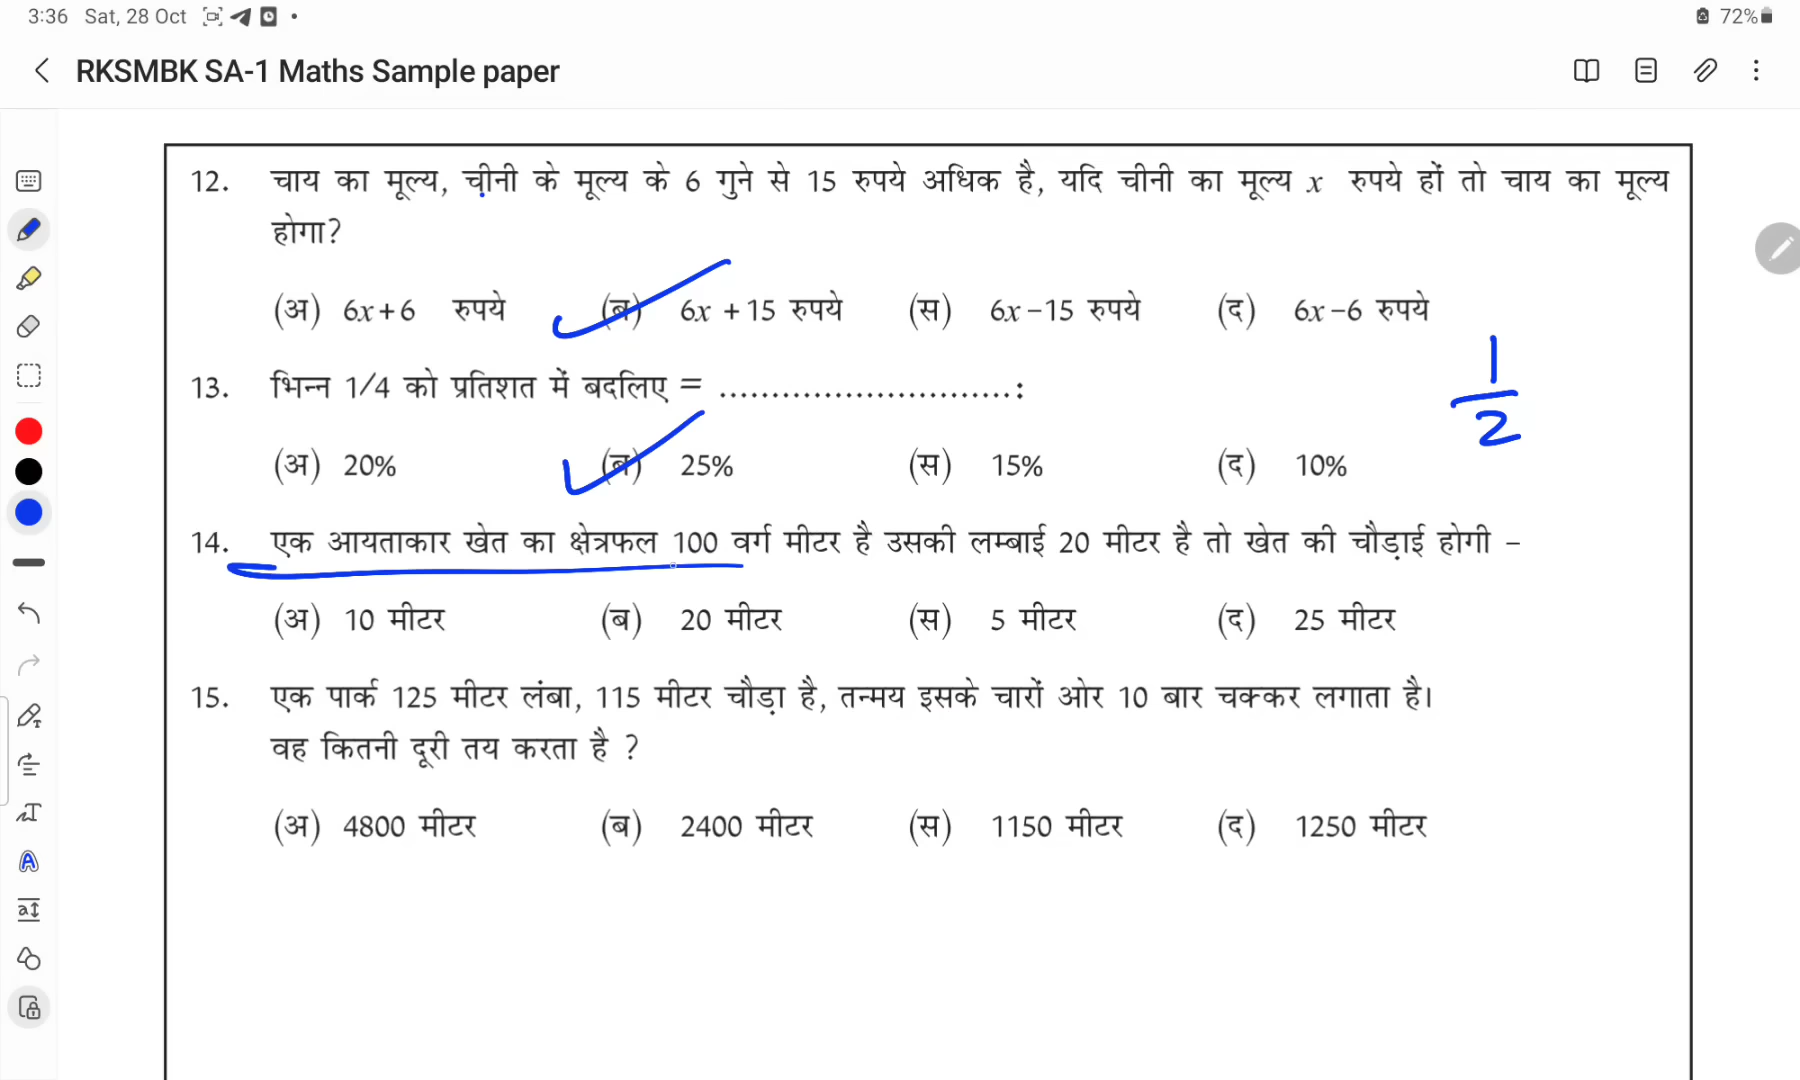 3:36 Sat, 28 Oct
72%
RKSMBK SA-1 Maths Sample paper
12. चाय का मूल्य, चीनी के मूल्य के 6 गुने से 15 रुपये अधिक है, यदि चीनी का मूल्य x रुपये हों तो चाय का मूल्य
होगा?
(अ) 6x+6 रुपये (ब) 6x +15 रुपये (स) 6x-15 रुपये (द) 6x-6 रुपये
13. भिन्न 1/4 को प्रतिशत में बदलिए = ............................:
1/2
(अ) 20% (ब) 25% (स) 15% (द) 10%
14. एक आयताकार खेत का क्षेत्रफल 100 वर्ग मीटर है उसकी लम्बाई 20 मीटर है तो खेत की चौड़ाई होगी –
(अ) 10 मीटर (ब) 20 मीटर (स) 5 मीटर (द) 25 मीटर
15. एक पार्क 125 मीटर लंबा, 115 मीटर चौड़ा है, तन्मय इसके चारों ओर 10 बार चक्कर लगाता है।
वह कितनी दूरी तय करता है ?
(अ) 4800 मीटर (ब) 2400 मीटर (स) 1150 मीटर (द) 1250 मीटर